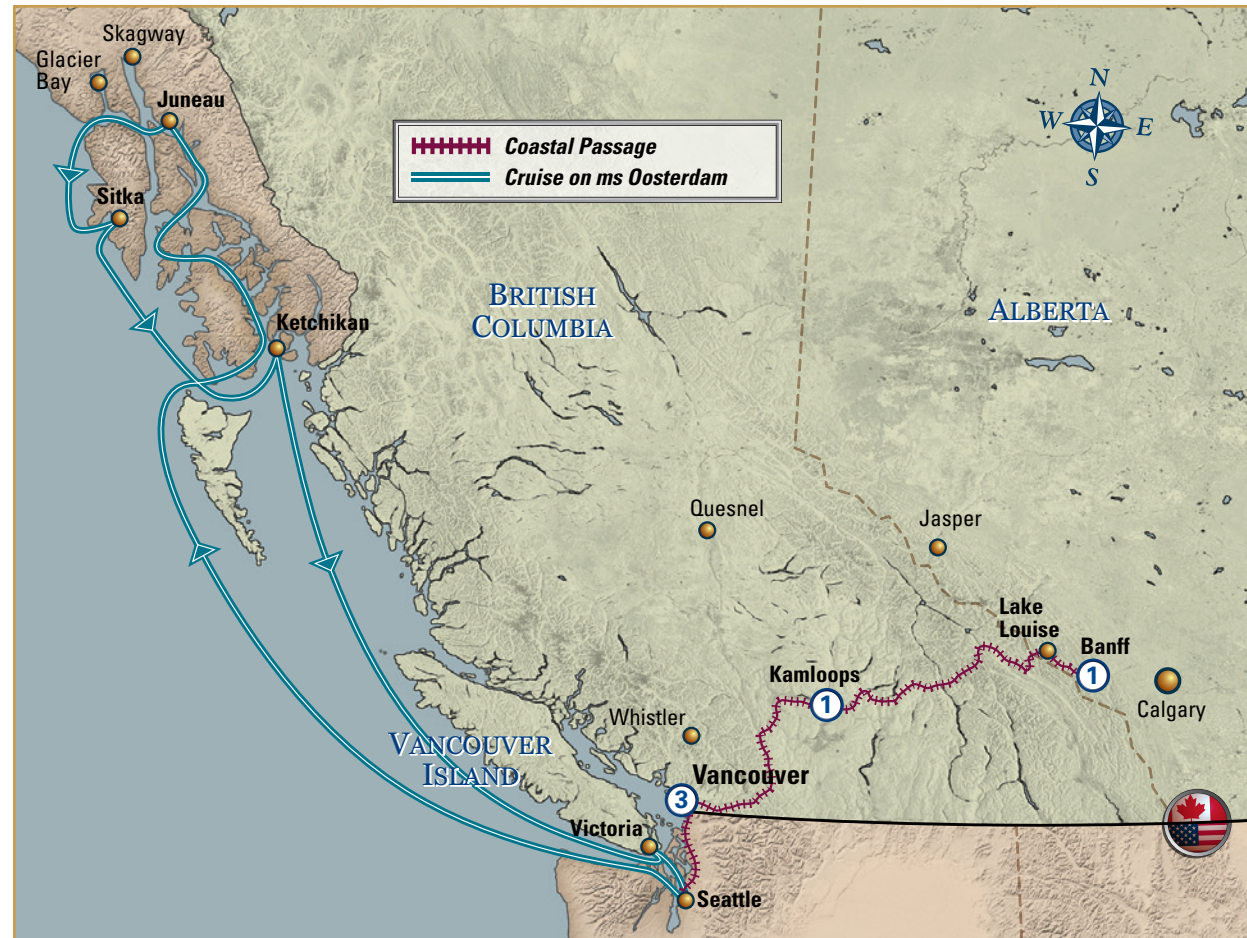 Skagway
Glacier
Bay
Juneau
Sitka
Ketchikan
Coastal Passage
Cruise on ms Oosterdam
N
W
E
S
BRITISH
COLUMBIA
ALBERTA
Quesnel
Jasper
Lake
Louise
Banff
1
Kamloops
1
Calgary
Whistler
VANCOUVER
ISLAND
Vancouver
3
Victoria
Seattle